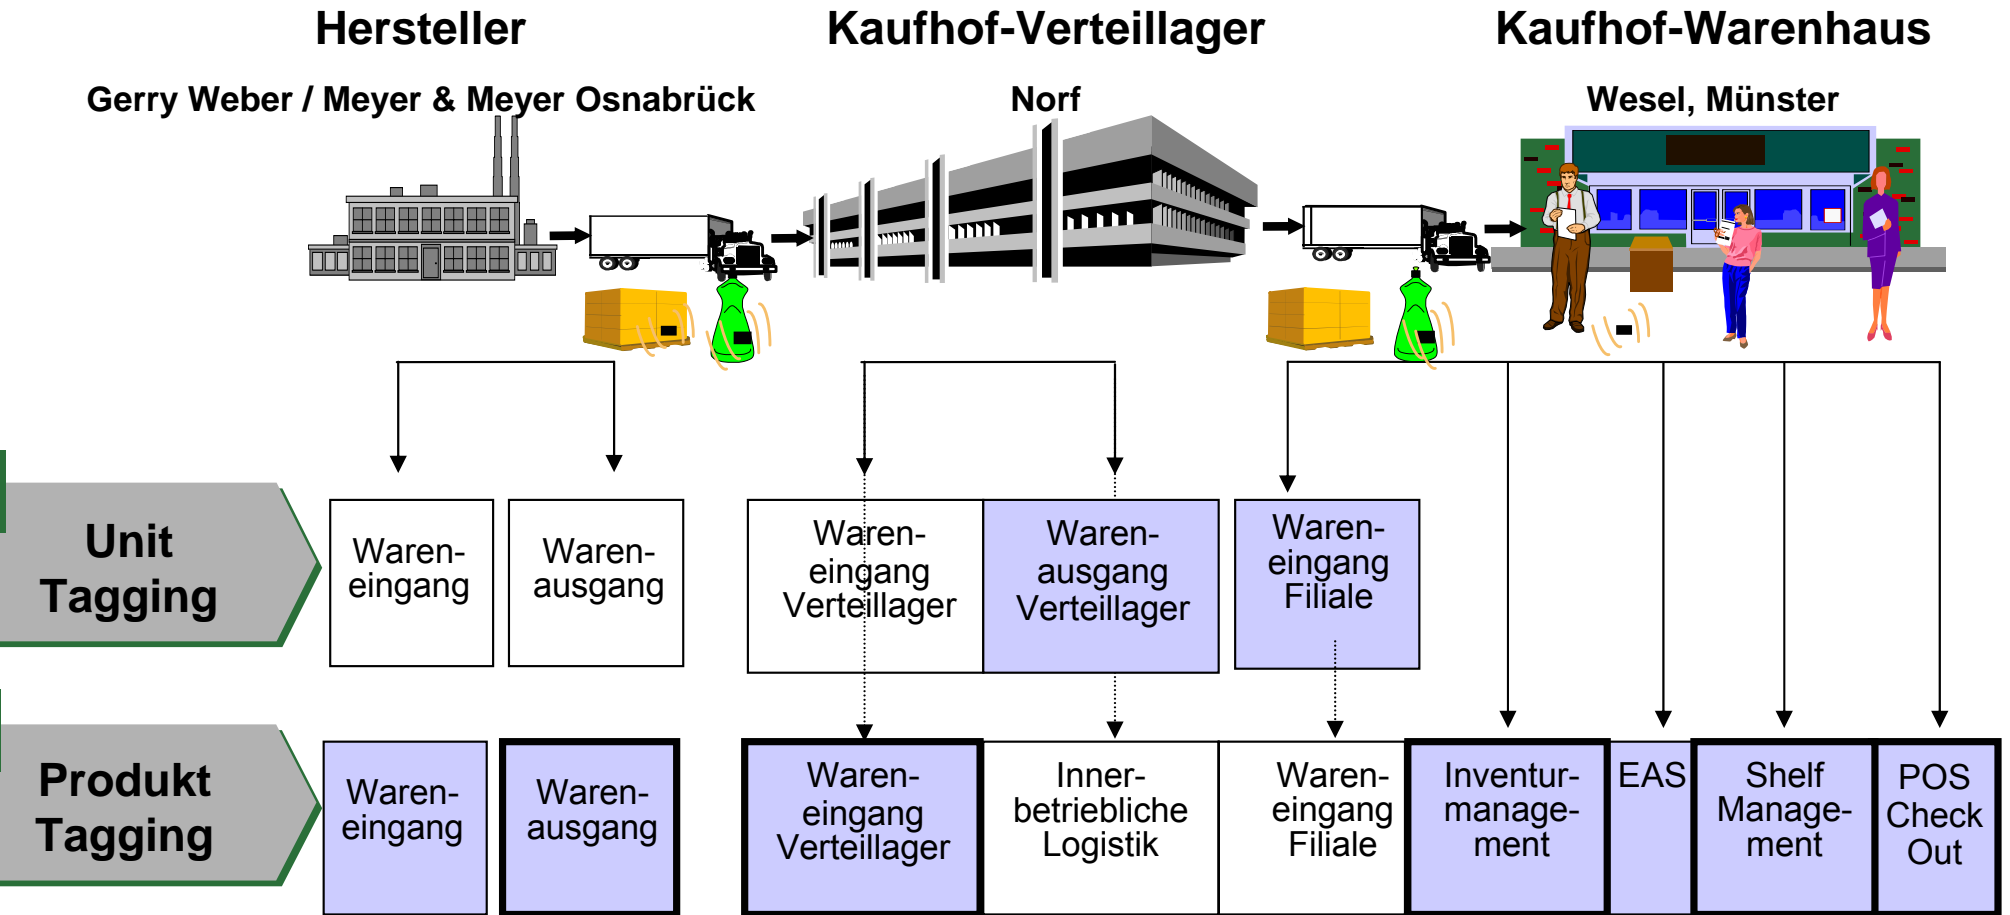 Hersteller
Kaufhof-Verteillager
Kaufhof-Warenhaus
Gerry Weber / Meyer & Meyer Osnabrück
Norf
Wesel, Münster
Unit
Tagging
Waren-
eingang
Waren-
ausgang
Waren-
eingang
Verteillager
Waren-
ausgang
Verteillager
Waren-
eingang
Filiale
Produkt
Tagging
Waren-
eingang
Waren-
ausgang
Waren-
eingang
Verteillager
Inner-
betriebliche
Logistik
Waren-
eingang
Filiale
Inventur-
manage-
ment
EAS
Shelf
Manage-
ment
POS
Check
Out